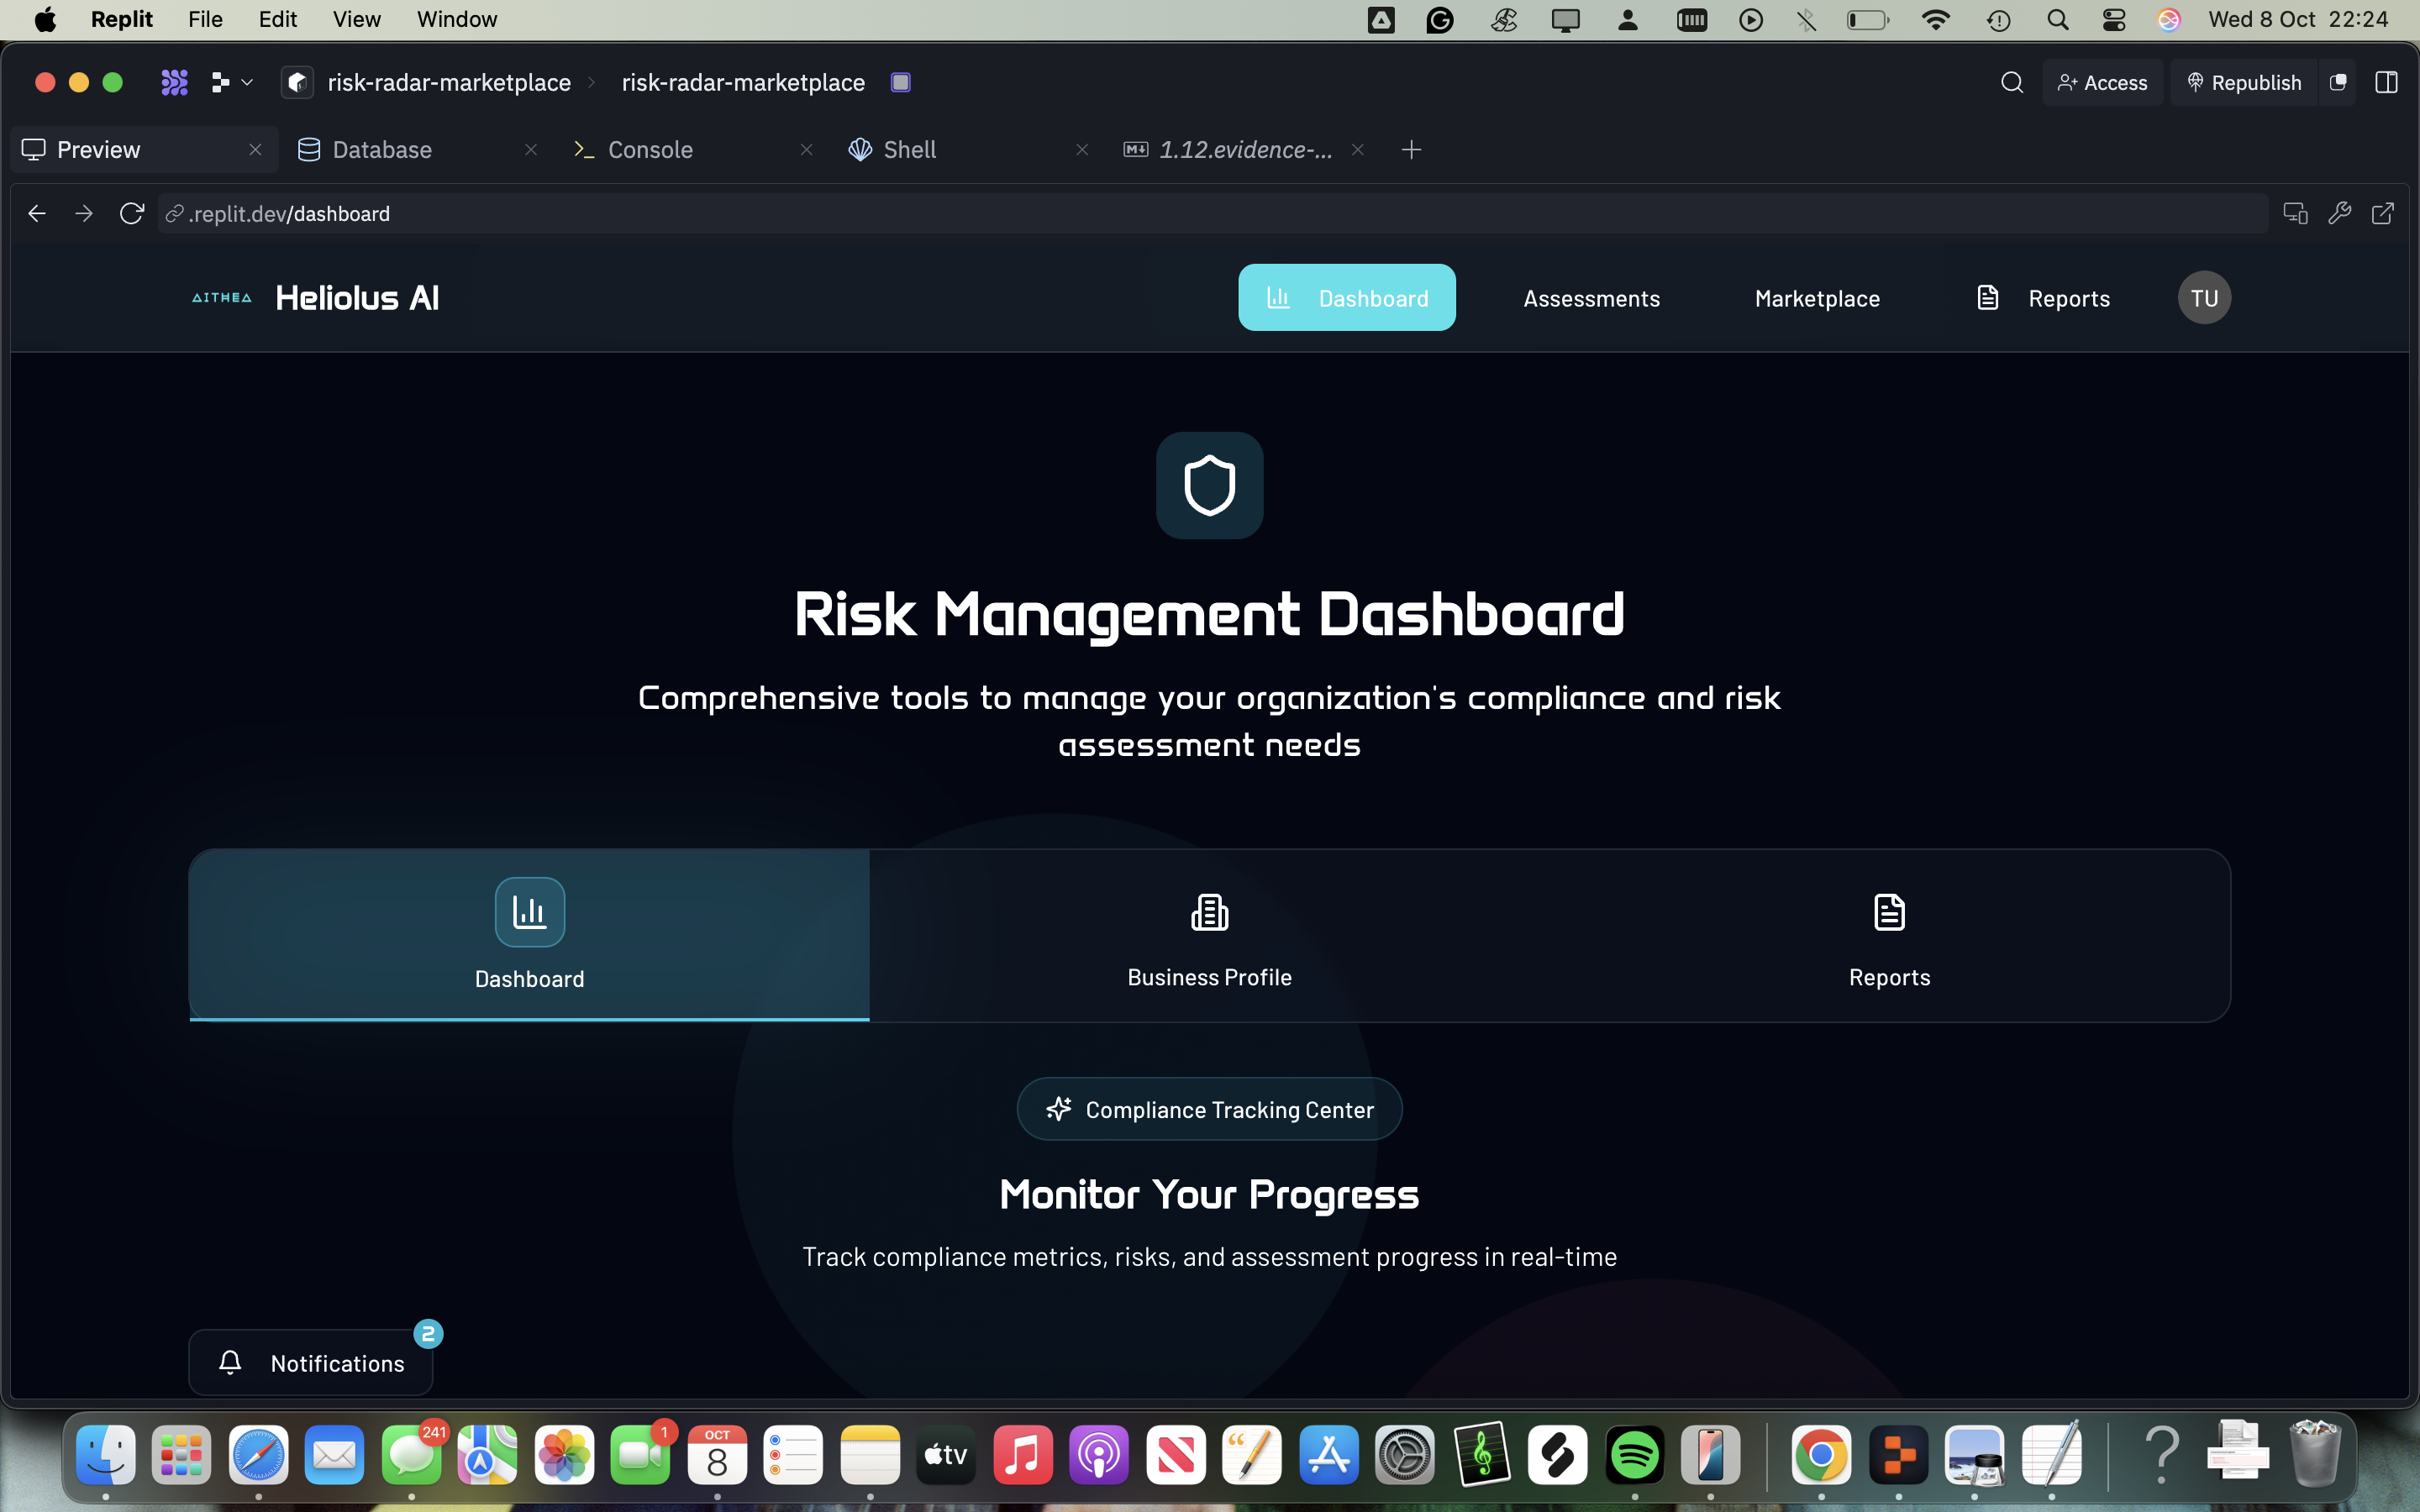 Replit File Edit View Window Wed 8 Oct 22:24
risk-radar-marketplace risk-radar-marketplace Access Republish
Preview Database Console Shell 1.12.evidence-...
.replit.dev/dashboard
AITHEA Heliolus AI Dashboard Assessments Marketplace Reports TU
Risk Management Dashboard
Comprehensive tools to manage your organization's compliance and risk
assessment needs
Dashboard Business Profile Reports
Compliance Tracking Center
Monitor Your Progress
Track compliance metrics, risks, and assessment progress in real-time
Notifications 2
241 1 OCT 8 tv